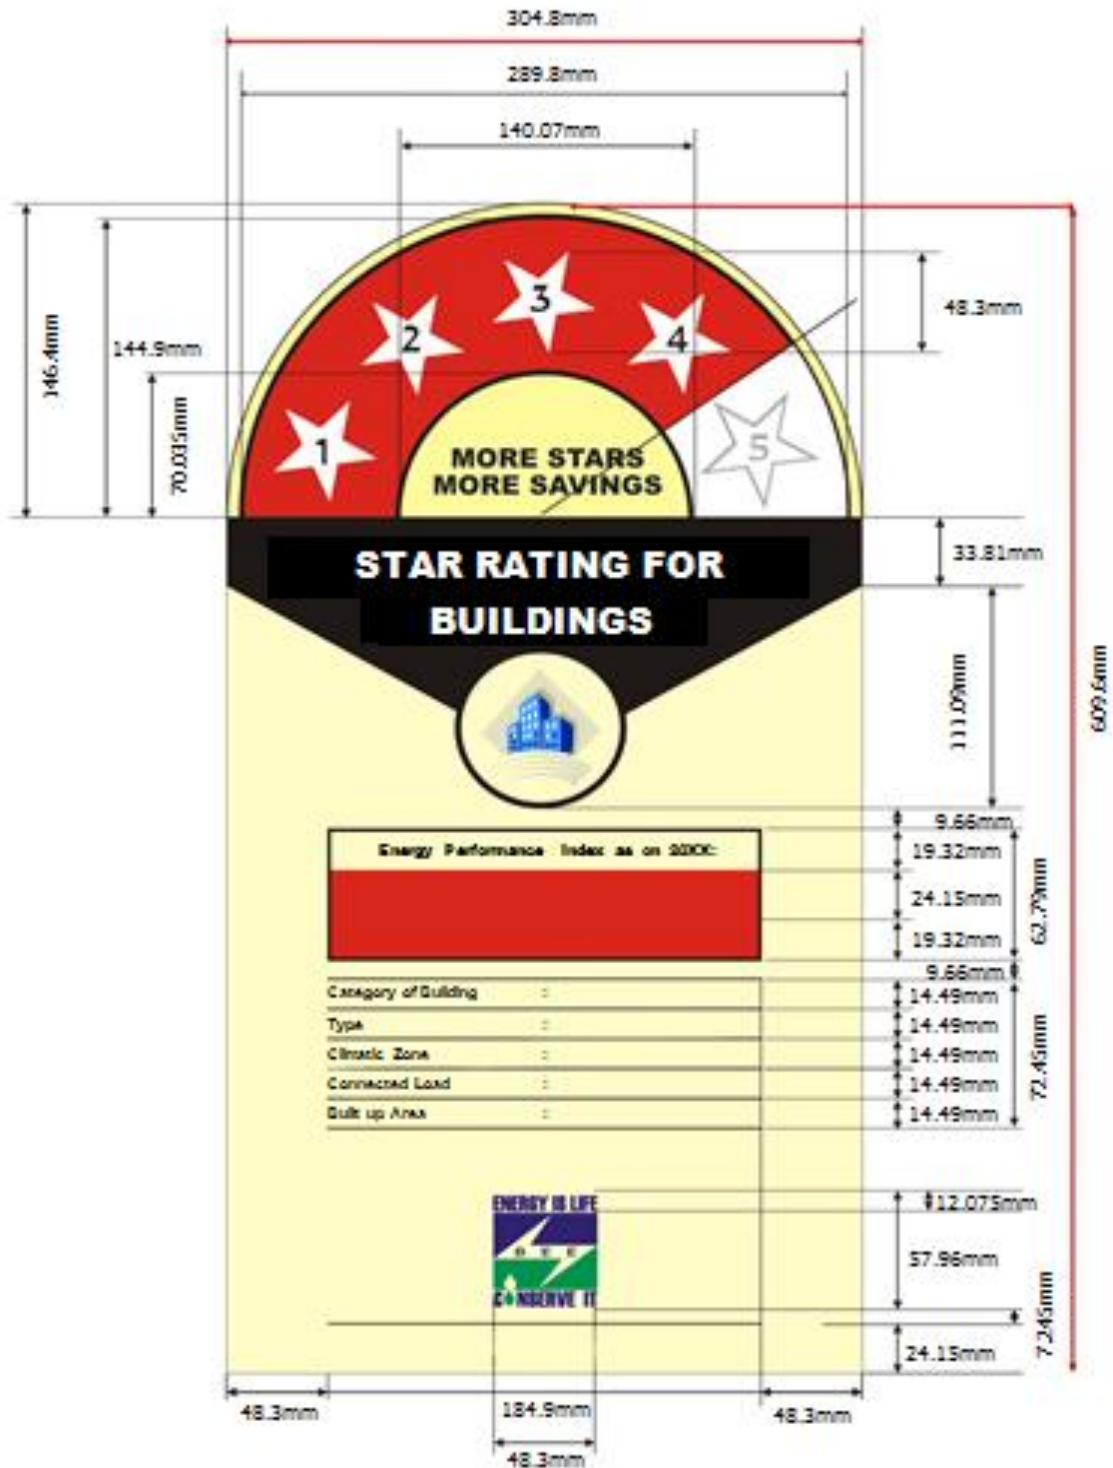 304.8mm
289.8mm
140.07mm
146.4mm
144.9mm
70.035mm
48.3mm
1
2
3
4
5
MORE STARS
MORE SAVINGS
33.81mm
STAR RATING FOR
BUILDINGS
111.09mm
609.6mm
9.66mm
Energy Performance Index as on 20XX:
19.32mm
24.15mm
19.32mm
62.79mm
9.66mm
Category of Building :
14.49mm
Type :
14.49mm
Climatic Zone :
14.49mm
Connected Load :
14.49mm
Built up Area :
14.49mm
72.45mm
ENERGY IS LIFE
BEE
CONSERVE IT
12.075mm
57.96mm
7.245mm
24.15mm
48.3mm
184.9mm
48.3mm
48.3mm